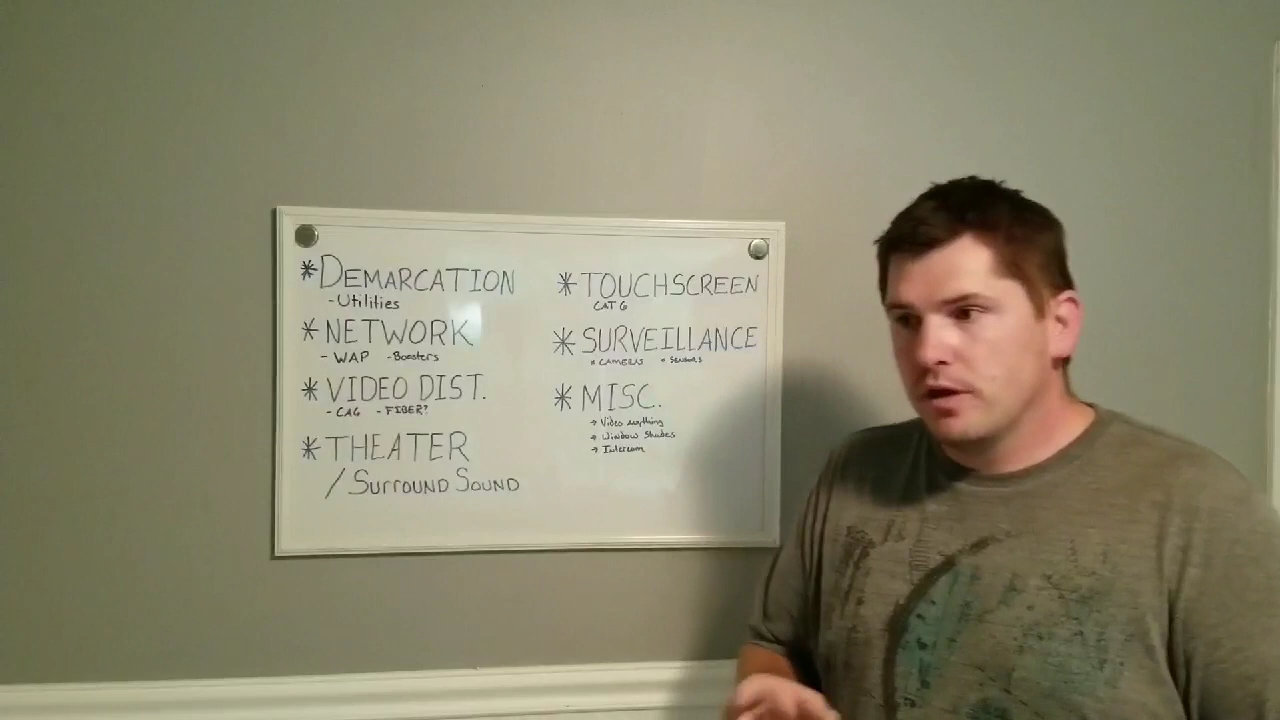 *DEMARCATION
-Utilities
*NETWORK
- WAP -Boosters
*VIDEO DIST.
- CAG - FIBER?
*THEATER
/SURROUND SOUND
*TOUCHSCREEN
CAT 6
*SURVEILLANCE
* CAMERAS * SENSORS
*MISC.
→ Video anything
→ Window Shades
→ Intercom